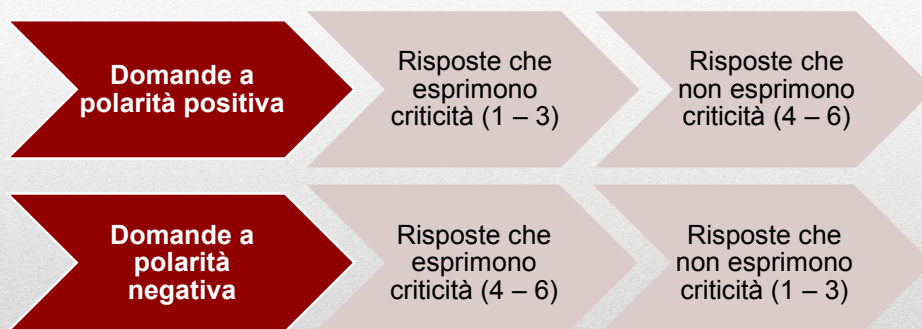 Domande a
polarità positiva
Risposte che
esprimono
criticità (1 – 3)
Risposte che
non esprimono
criticità (4 – 6)
Domande a
polarità
negativa
Risposte che
esprimono
criticità (4 – 6)
Risposte che
non esprimono
criticità (1 – 3)